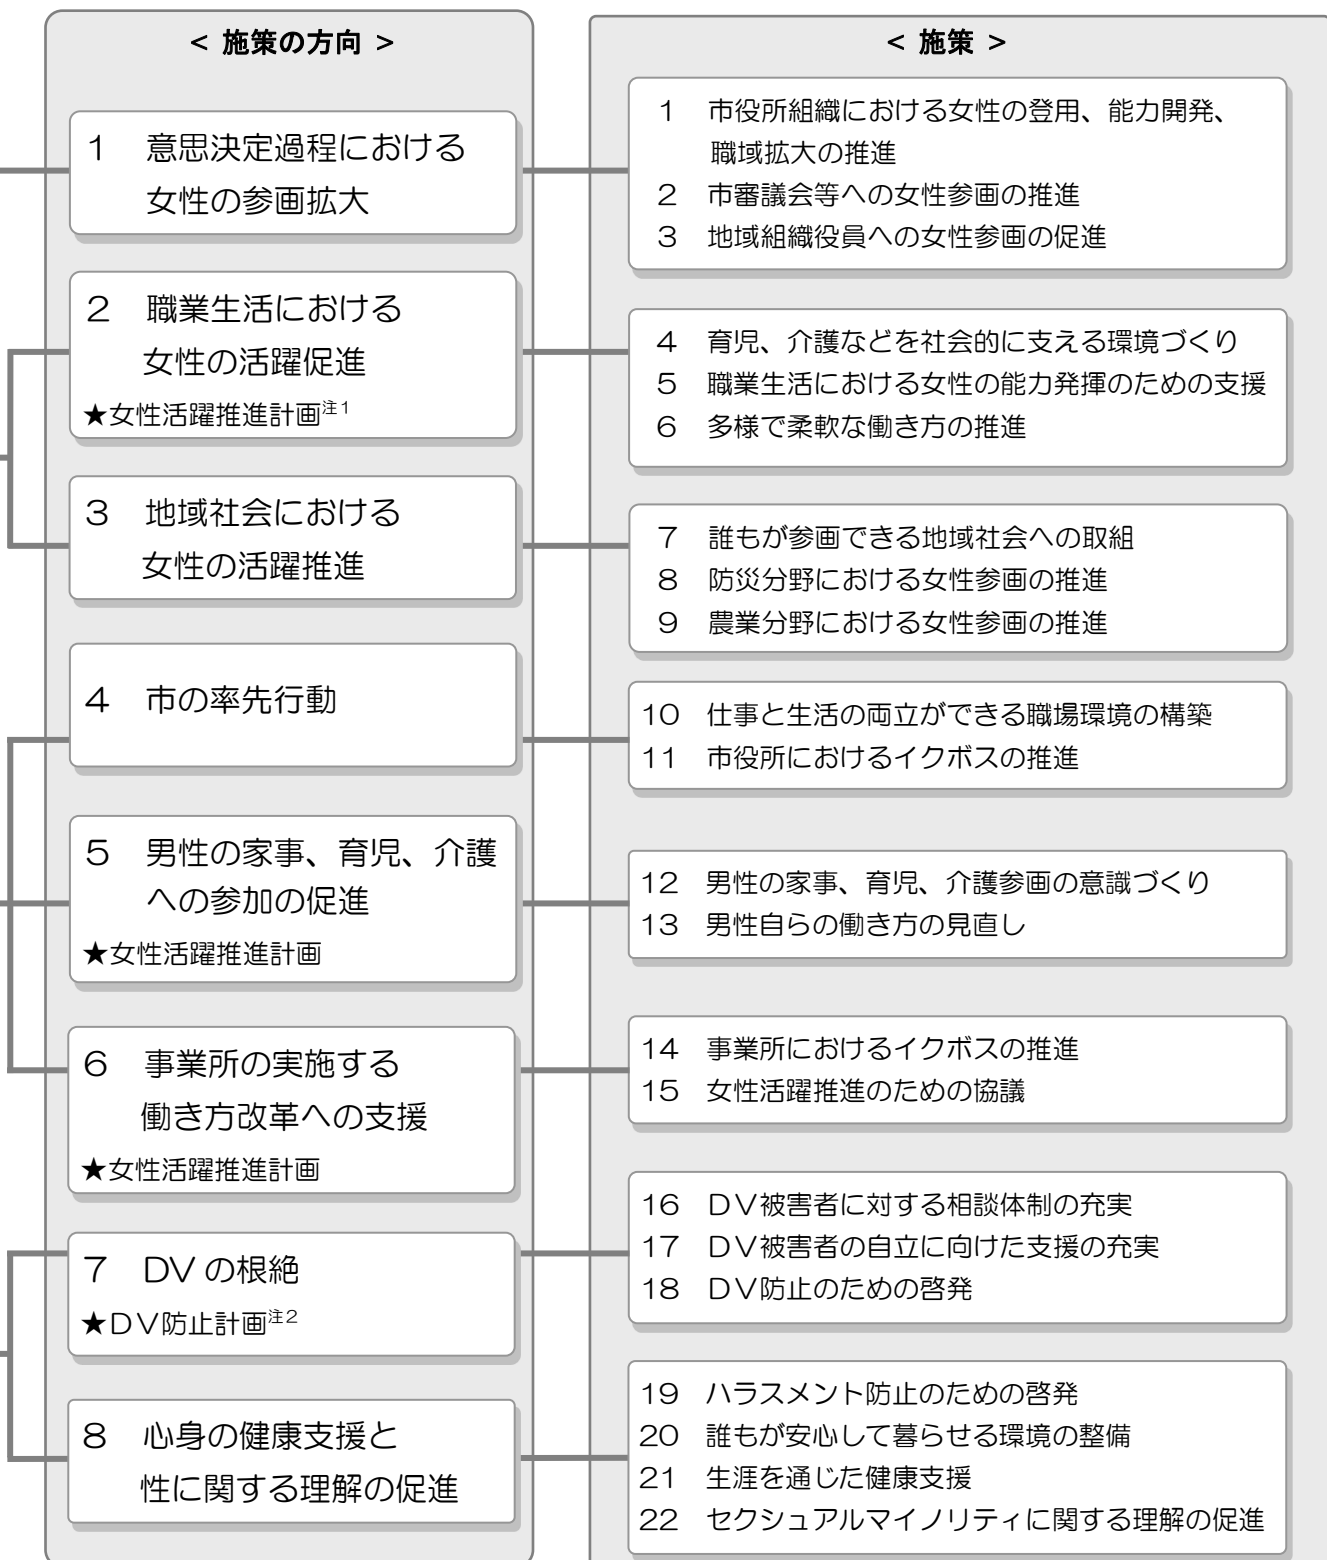 < 施策の方向 >
1 意思決定過程における
女性の参画拡大
2 職業生活における
女性の活躍促進
★女性活躍推進計画注1
3 地域社会における
女性の活躍推進
4 市の率先行動
5 男性の家事、育児、介護
への参加の促進
★女性活躍推進計画
6 事業所の実施する
働き方改革への支援
★女性活躍推進計画
7 DVの根絶
★DV防止計画注2
8 心身の健康支援と
性に関する理解の促進
< 施策 >
1 市役所組織における女性の登用、能力開発、
職域拡大の推進
2 市審議会等への女性参画の推進
3 地域組織役員への女性参画の促進
4 育児、介護などを社会的に支える環境づくり
5 職業生活における女性の能力発揮のための支援
6 多様で柔軟な働き方の推進
7 誰もが参画できる地域社会への取組
8 防災分野における女性参画の推進
9 農業分野における女性参画の推進
10 仕事と生活の両立ができる職場環境の構築
11 市役所におけるイクボスの推進
12 男性の家事、育児、介護参画の意識づくり
13 男性自らの働き方の見直し
14 事業所におけるイクボスの推進
15 女性活躍推進のための協議
16 DV被害者に対する相談体制の充実
17 DV被害者の自立に向けた支援の充実
18 DV防止のための啓発
19 ハラスメント防止のための啓発
20 誰もが安心して暮らせる環境の整備
21 生涯を通じた健康支援
22 セクシュアルマイノリティに関する理解の促進